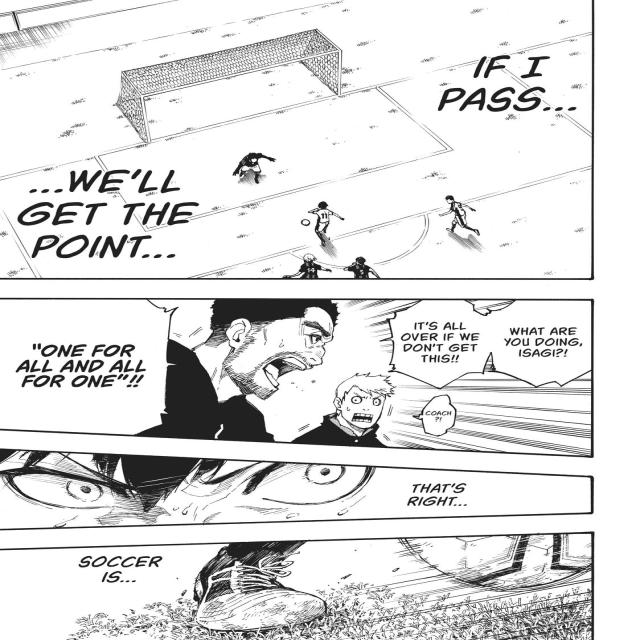 IF I
PASS...
...WE'LL
GET THE
POINT...
11
WHAT ARE
YOU DOING,
ISAGI?!
IT'S ALL
OVER IF WE
DON'T GET
THIS!!
COACH
?!
"ONE FOR
ALL AND ALL
FOR ONE"!!
THAT'S
RIGHT...
SOCCER
IS...